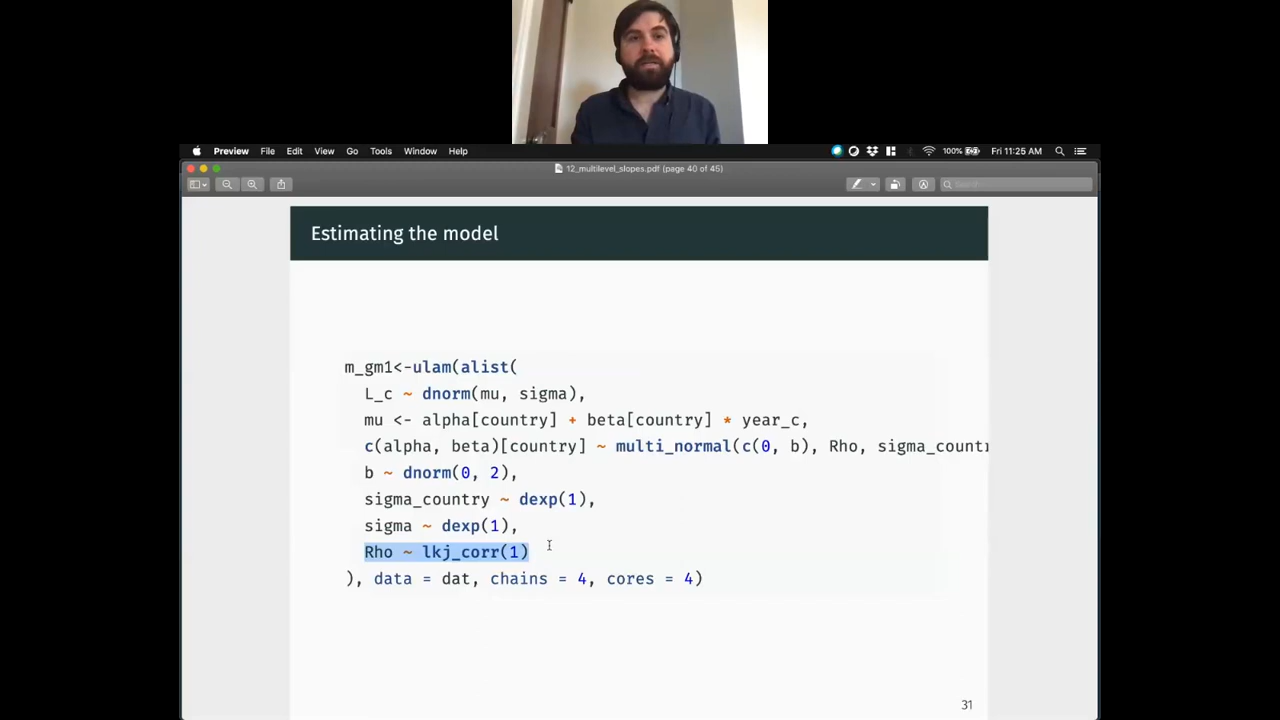 Preview File Edit View Go Tools Window Help 100% Fri 11:25 AM
12_multilevel_slopes.pdf (page 40 of 45)
Estimating the model
m_gm1<-ulam(alist(
L_c ~ dnorm(mu, sigma),
mu <- alpha[country] + beta[country] * year_c,
c(alpha, beta)[country] ~ multi_normal(c(0, b), Rho, sigma_countr
b ~ dnorm(0, 2),
sigma_country ~ dexp(1),
sigma ~ dexp(1),
Rho ~ lkj_corr(1)
), data = dat, chains = 4, cores = 4)
31